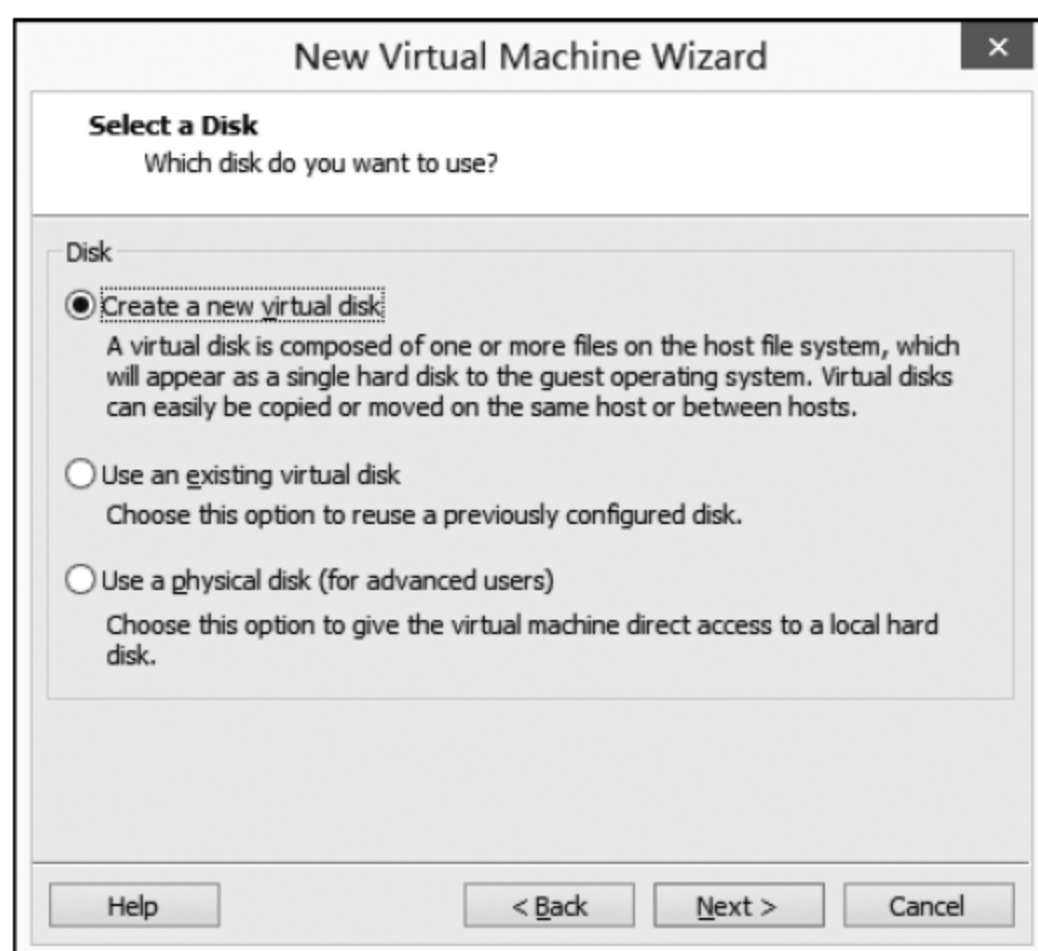 New Virtual Machine Wizard
×
Select a Disk
Which disk do you want to use?
Disk
Create a new virtual disk
A virtual disk is composed of one or more files on the host file system, which
will appear as a single hard disk to the guest operating system. Virtual disks
can easily be copied or moved on the same host or between hosts.
Use an existing virtual disk
Choose this option to reuse a previously configured disk.
Use a physical disk (for advanced users)
Choose this option to give the virtual machine direct access to a local hard
disk.
Help
< Back
Next >
Cancel